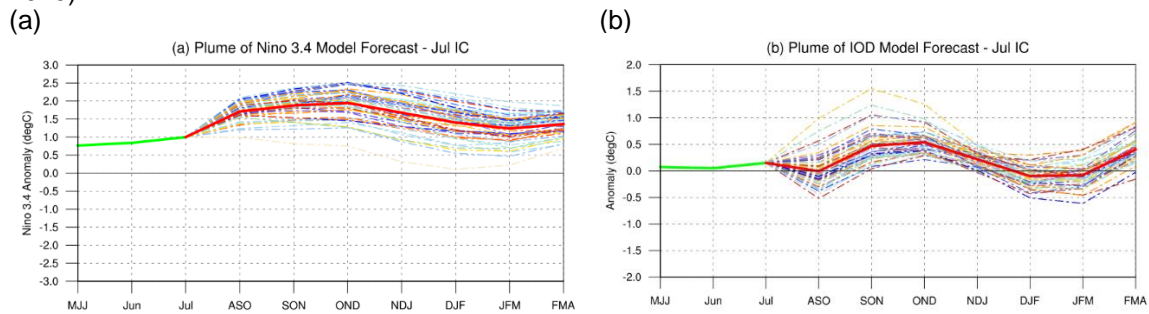 (a)
(b)
(a) Plume of Nino 3.4 Model Forecast - Jul IC
3.0
2.5
2.0
1.5
1.0
0.5
0.0
-0.5
-1.0
-1.5
-2.0
-2.5
-3.0
Nino 3.4 Anomaly (degC)
MJJ Jun Jul ASO SON OND NDJ DJF JFM FMA
(b) Plume of IOD Model Forecast - Jul IC
2.0
1.5
1.0
0.5
0.0
-0.5
-1.0
-1.5
-2.0
Anomaly (degC)
MJJ Jun Jul ASO SON OND NDJ DJF JFM FMA